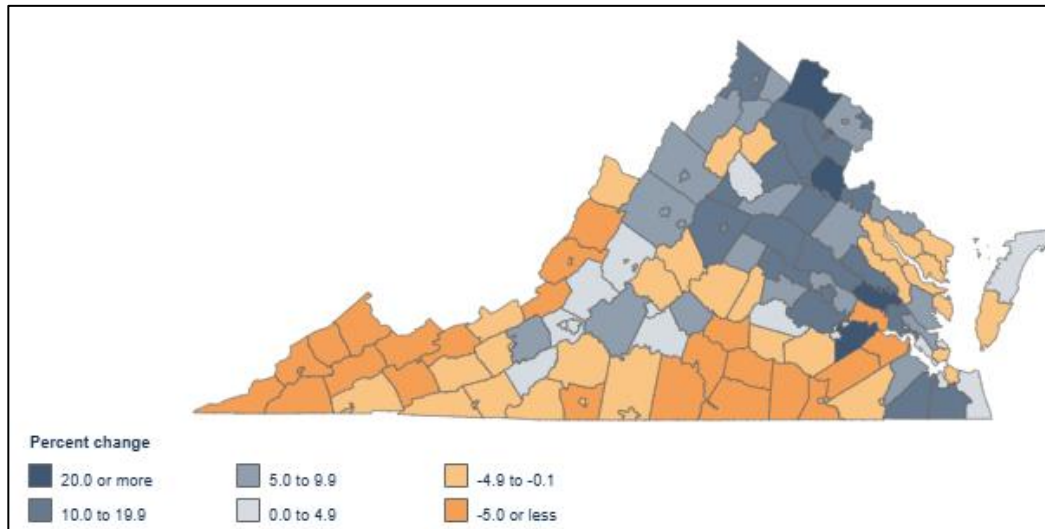 Percent change
20.0 or more
5.0 to 9.9
-4.9 to -0.1
10.0 to 19.9
0.0 to 4.9
-5.0 or less